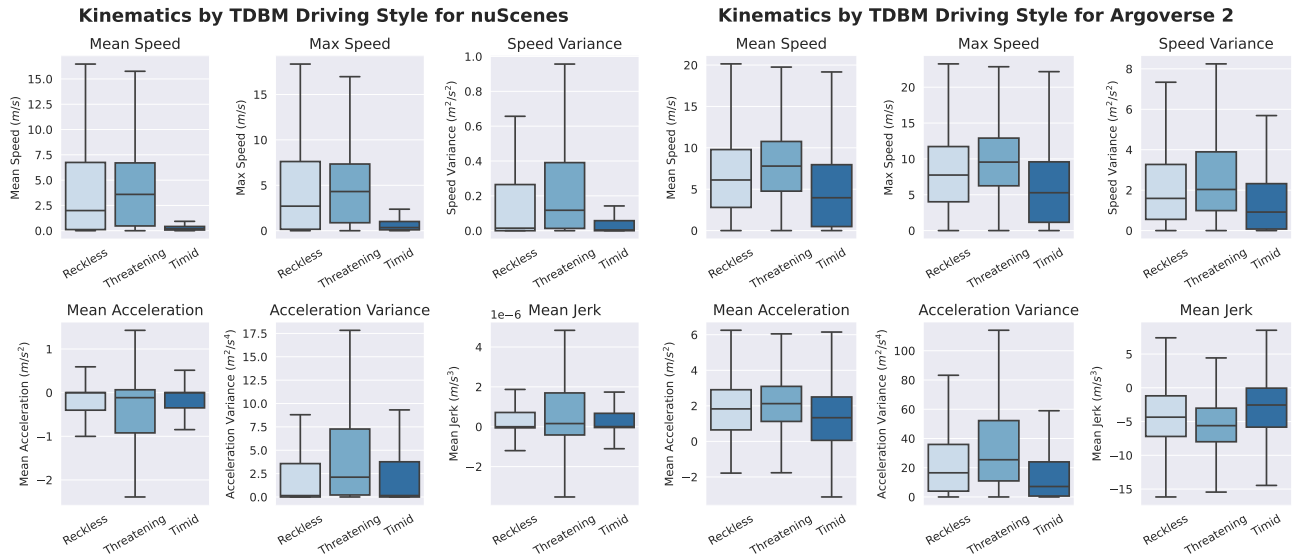 Kinematics by TDBM Driving Style for nuScenes
Mean Speed
Mean Speed (m/s)
15.0
12.5
10.0
7.5
5.0
2.5
0.0
Reckless
Threatening
Timid
Max Speed
Max Speed (m/s)
15
10
5
0
Reckless
Threatening
Timid
Speed Variance
Speed Variance (m²/s²)
1.0
0.8
0.6
0.4
0.2
0.0
Reckless
Threatening
Timid
Mean Acceleration
Mean Acceleration (m/s²)
1
0
−1
−2
Reckless
Threatening
Timid
Acceleration Variance
Acceleration Variance (m²/s⁴)
17.5
15.0
12.5
10.0
7.5
5.0
2.5
0.0
Reckless
Threatening
Timid
1e−6
Mean Jerk
Mean Jerk (m/s³)
4
2
0
−2
Reckless
Threatening
Timid
Kinematics by TDBM Driving Style for Argoverse 2
Mean Speed
Mean Speed (m/s)
20
15
10
5
0
Reckless
Threatening
Timid
Max Speed
Max Speed (m/s)
20
15
10
5
0
Reckless
Threatening
Timid
Speed Variance
Speed Variance (m²/s²)
8
6
4
2
0
Reckless
Threatening
Timid
Mean Acceleration
Mean Acceleration (m/s²)
6
4
2
0
−2
Reckless
Threatening
Timid
Acceleration Variance
Acceleration Variance (m²/s⁴)
100
80
60
40
20
0
Reckless
Threatening
Timid
Mean Jerk
Mean Jerk (m/s³)
5
0
−5
−10
−15
Reckless
Threatening
Timid